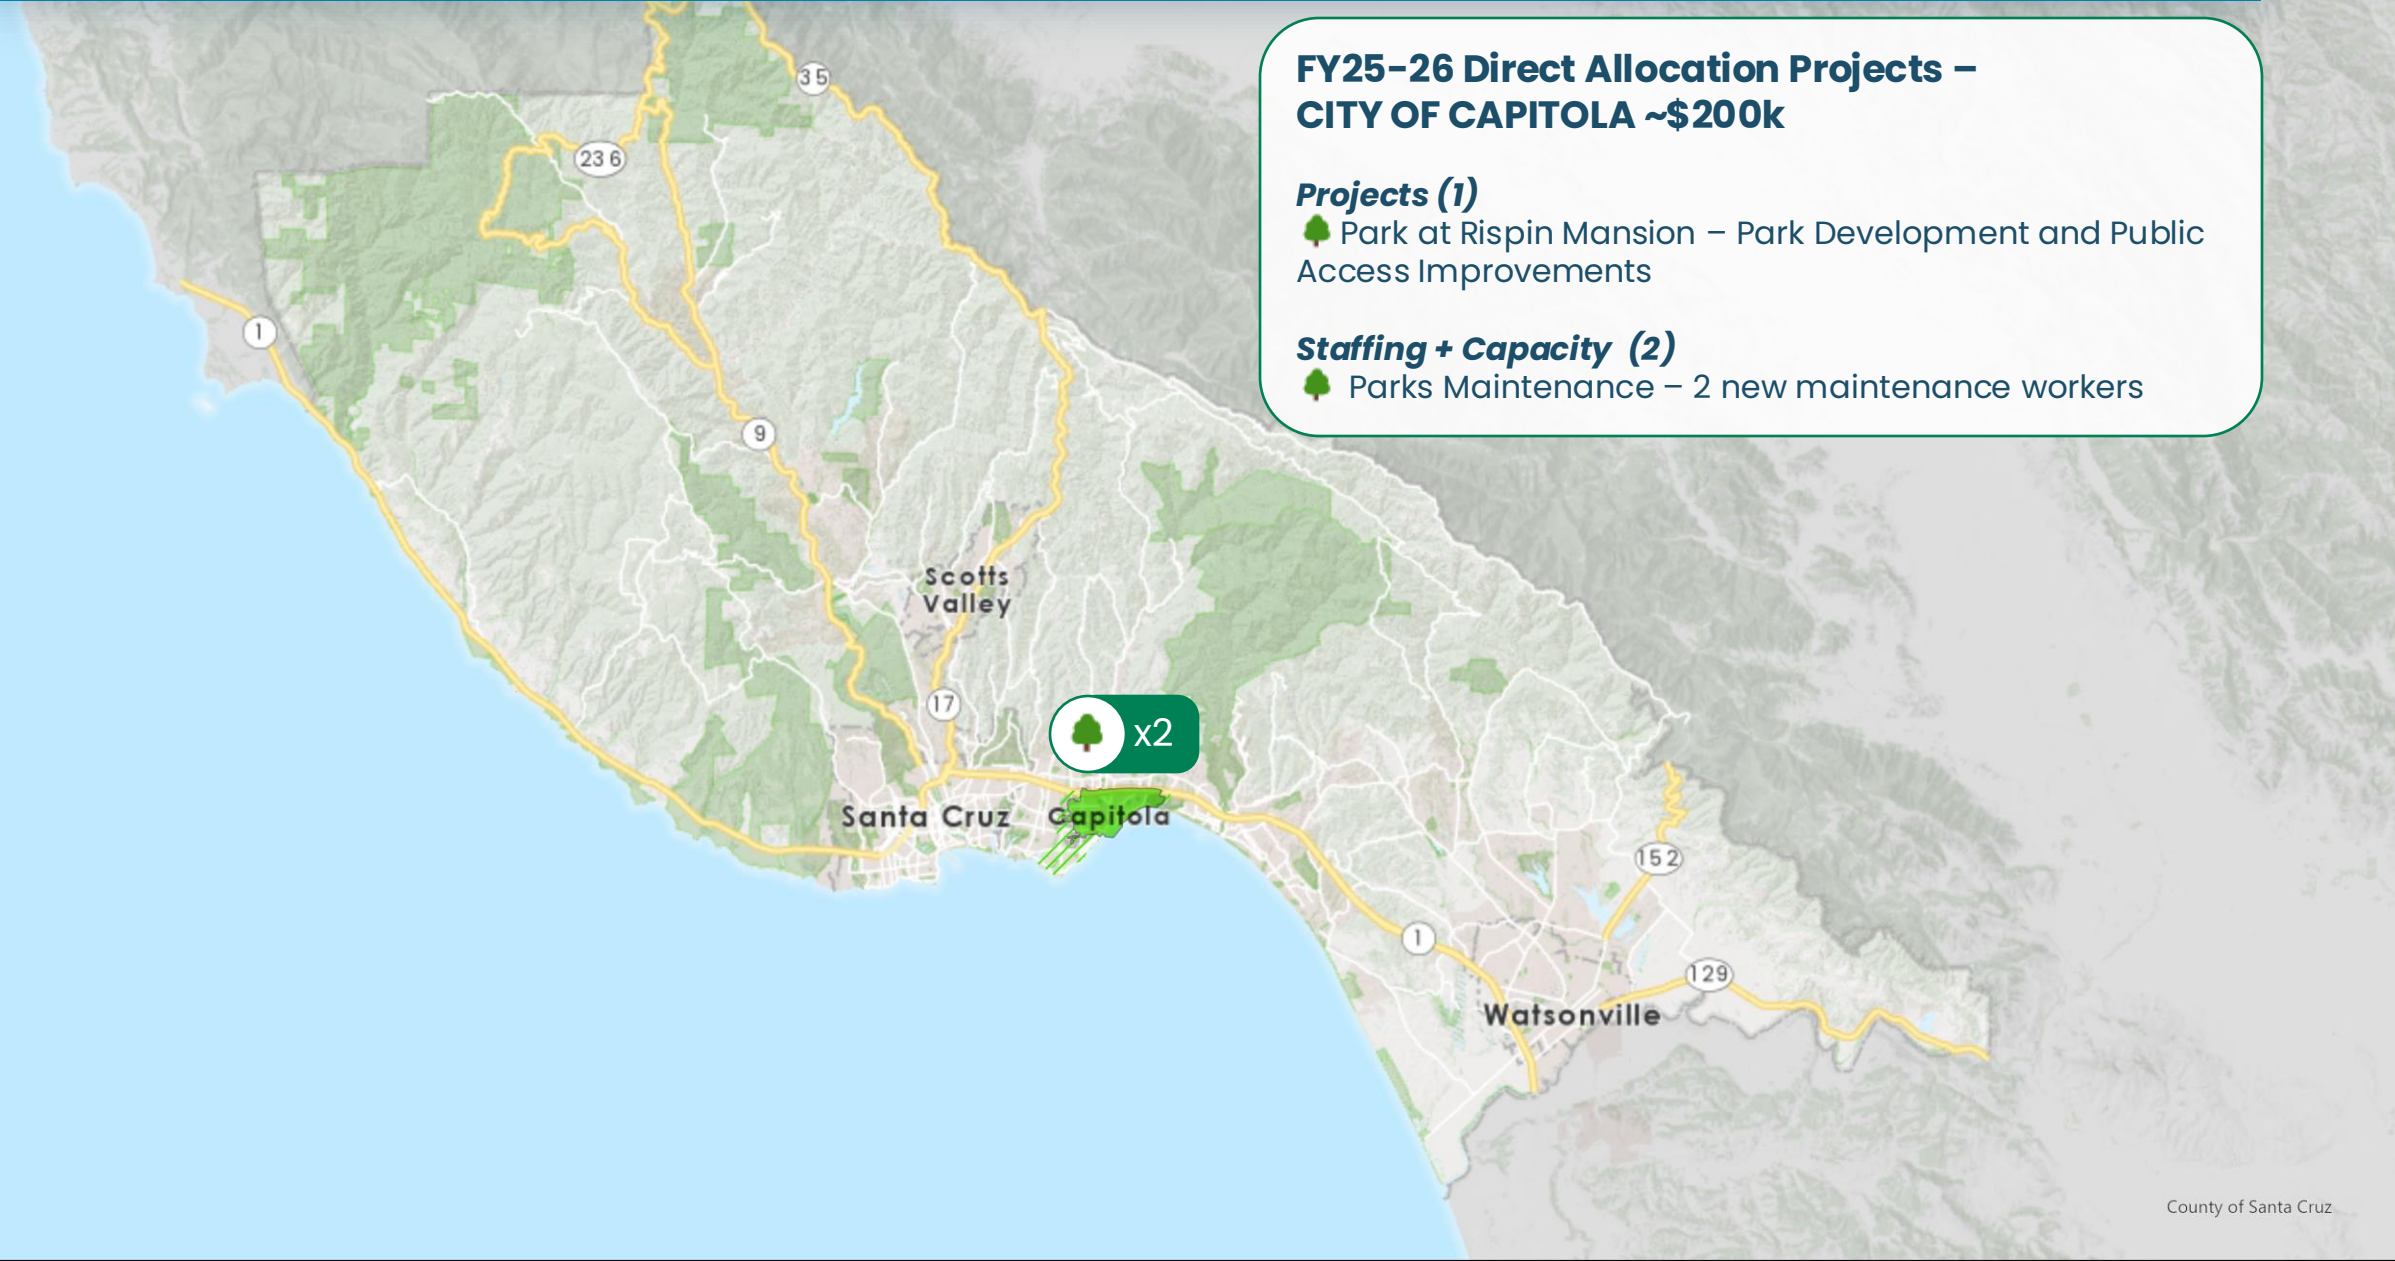 FY25-26 Direct Allocation Projects –
CITY OF CAPITOLA ~$200k
Projects (1)
Park at Rispin Mansion – Park Development and Public
Access Improvements
Staffing + Capacity (2)
Parks Maintenance – 2 new maintenance workers
35
236
1
9
Scotts
Valley
17
x2
Santa Cruz
Capitola
152
1
129
Watsonville
County of Santa Cruz